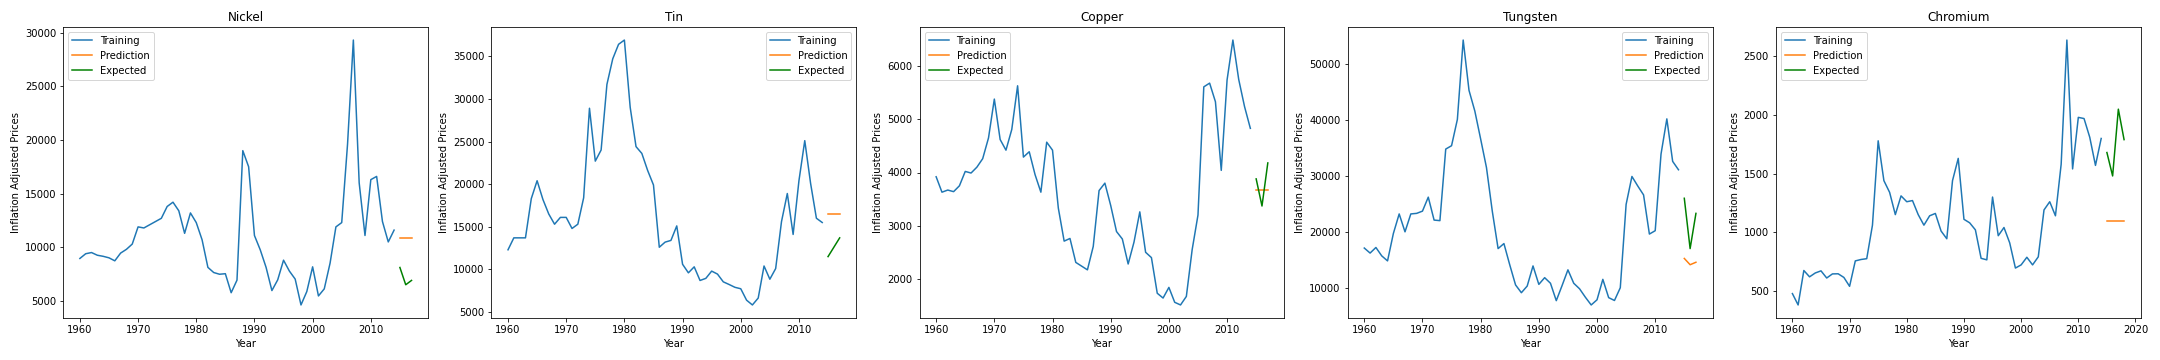 Nickel
Inflation Adjusted Prices
30000
25000
20000
15000
10000
5000
1960 1970 1980 1990 2000 2010
Year
Training
Prediction
Expected
Tin
Inflation Adjusted Prices
35000
30000
25000
20000
15000
10000
5000
1960 1970 1980 1990 2000 2010
Year
Training
Prediction
Expected
Copper
Inflation Adjusted Prices
6000
5000
4000
3000
2000
1960 1970 1980 1990 2000 2010
Year
Training
Prediction
Expected
Tungsten
Inflation Adjusted Prices
50000
40000
30000
20000
10000
1960 1970 1980 1990 2000 2010
Year
Training
Prediction
Expected
Chromium
Inflation Adjusted Prices
2500
2000
1500
1000
500
1960 1970 1980 1990 2000 2010 2020
Year
Training
Prediction
Expected